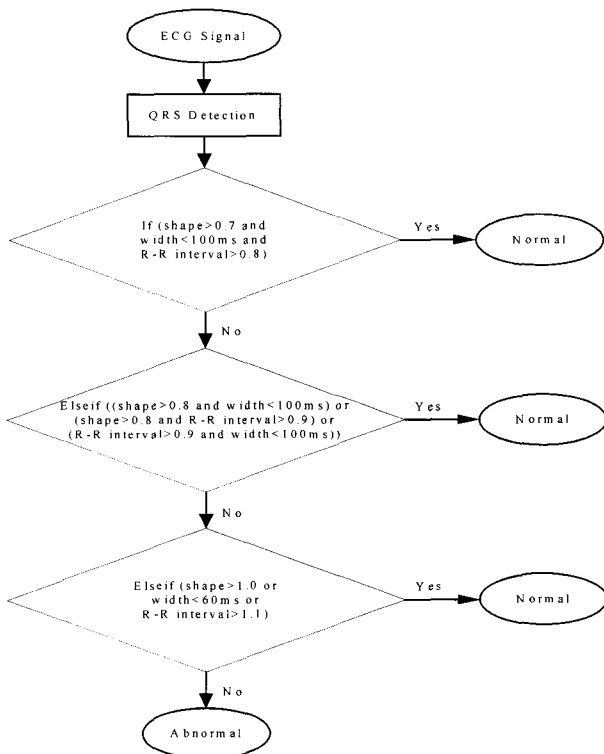 ECG Signal
QRS Detection
If (shape>0.7 and
width<100ms and
R-R interval>0.8)
Yes
Normal
No
Elseif ((shape>0.8 and width<100ms) or
(shape>0.8 and R-R interval>0.9) or
(R-R interval>0.9 and width<100ms))
Yes
Normal
No
Elseif (shape>1.0 or
width<60ms or
R-R interval>1.1)
Yes
Normal
No
Abnormal